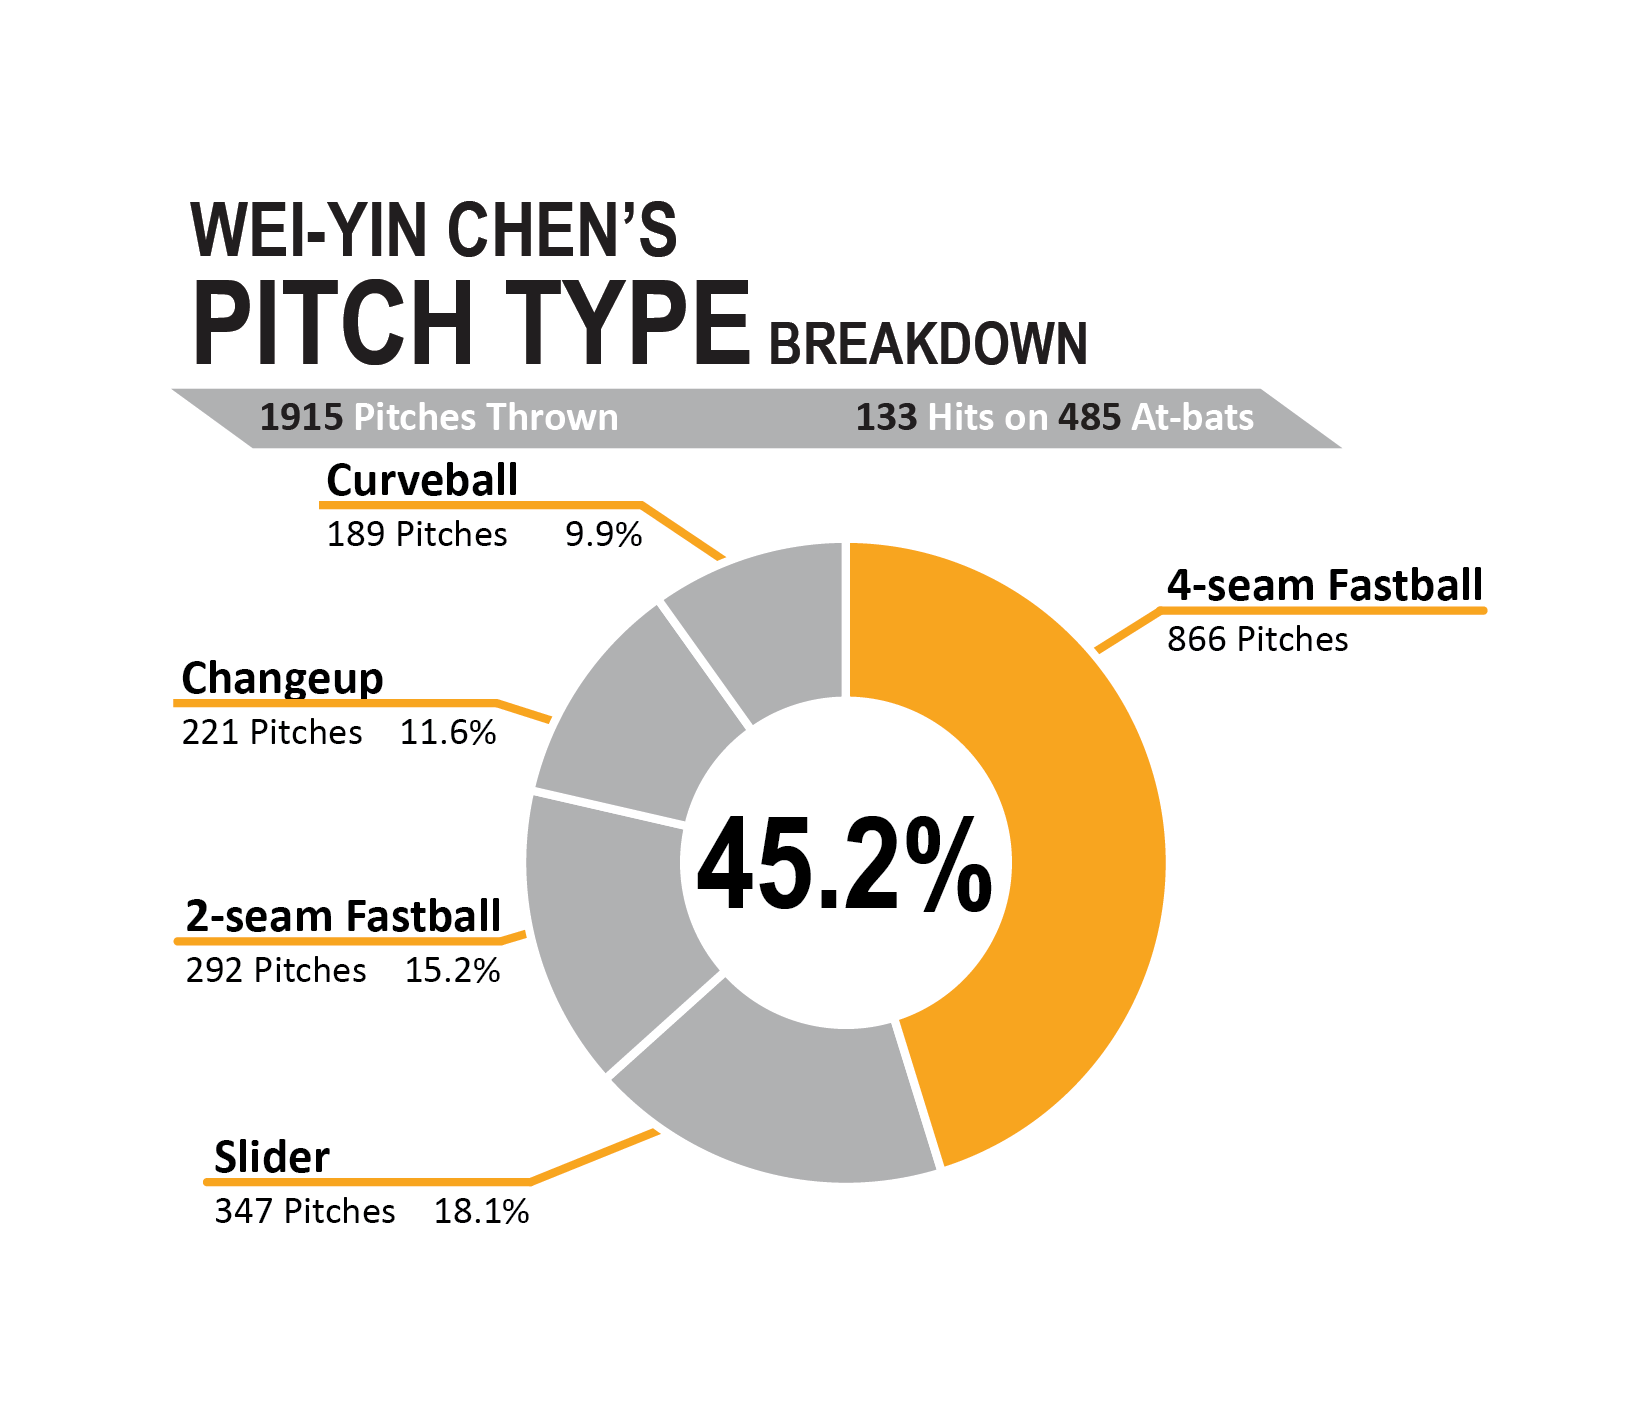 WEI-YIN CHEN’S
PITCH TYPE BREAKDOWN
1915 Pitches Thrown 133 Hits on 485 At-bats
Curveball
189 Pitches 9.9%
4-seam Fastball
866 Pitches
Changeup
221 Pitches 11.6%
45.2%
2-seam Fastball
292 Pitches 15.2%
Slider
347 Pitches 18.1%